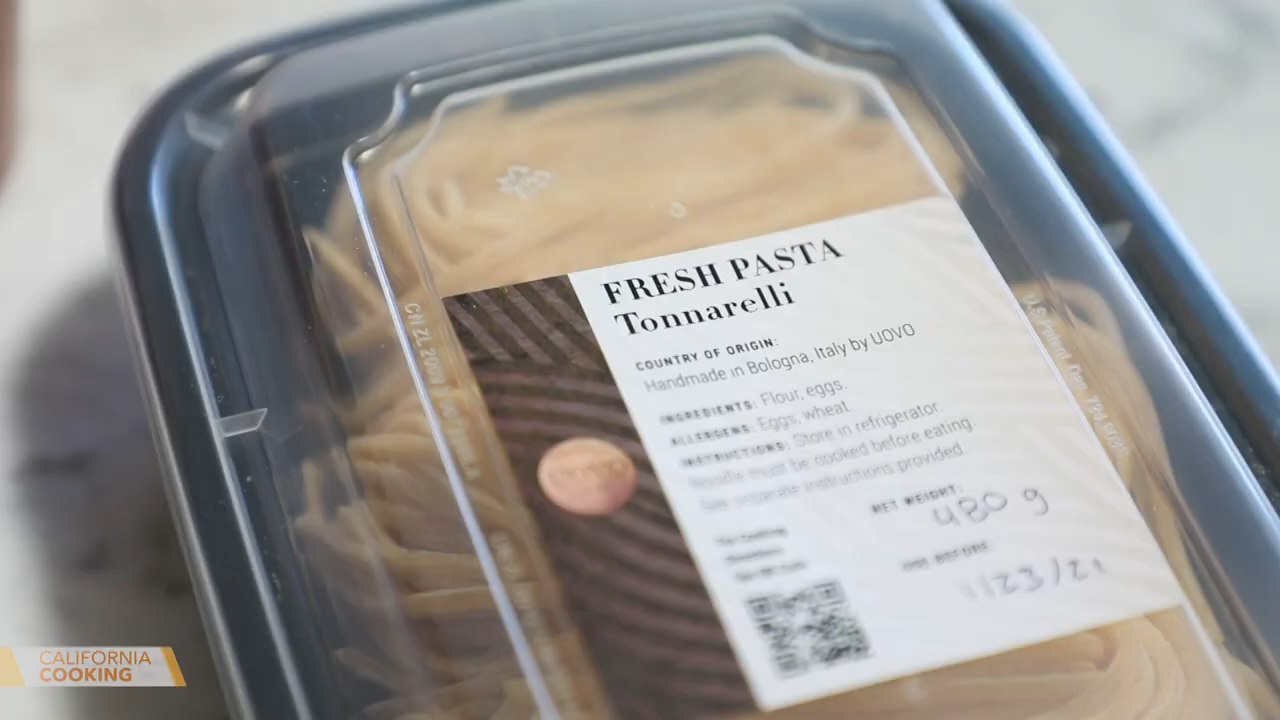 FRESH PASTA
Tonnarelli
COUNTRY OF ORIGIN:
Handmade in Bologna, Italy by UOVO
INGREDIENTS: Flour, eggs.
ALLERGENS: Eggs, wheat.
INSTRUCTIONS: Store in refrigerator.
Noodle must be cooked before eating.
See separate instructions provided.
NET WEIGHT:
480 g
USE BEFORE:
1/23/21
U.S. Patent
CALIFORNIA
COOKING